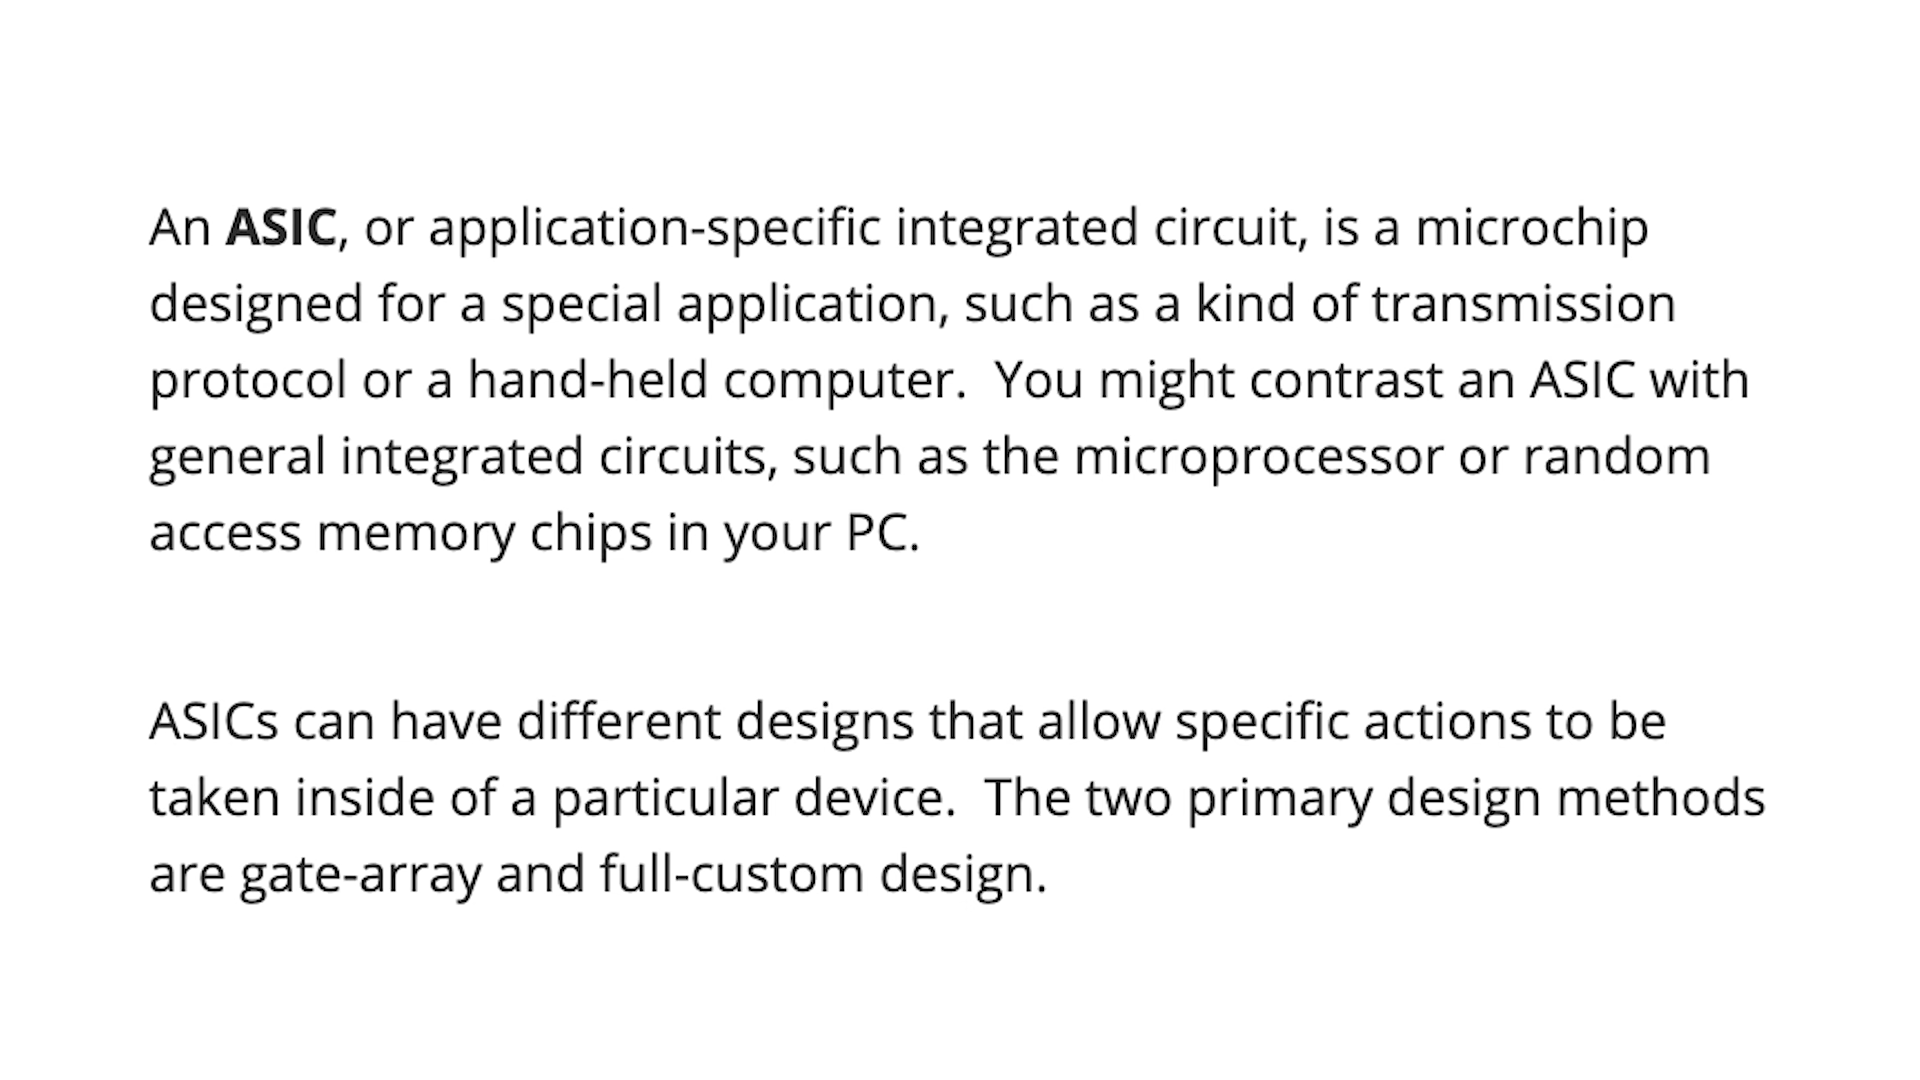 An ASIC, or application-specific integrated circuit, is a microchip
designed for a special application, such as a kind of transmission
protocol or a hand-held computer.  You might contrast an ASIC with
general integrated circuits, such as the microprocessor or random
access memory chips in your PC.
ASICs can have different designs that allow specific actions to be
taken inside of a particular device.  The two primary design methods
are gate-array and full-custom design.